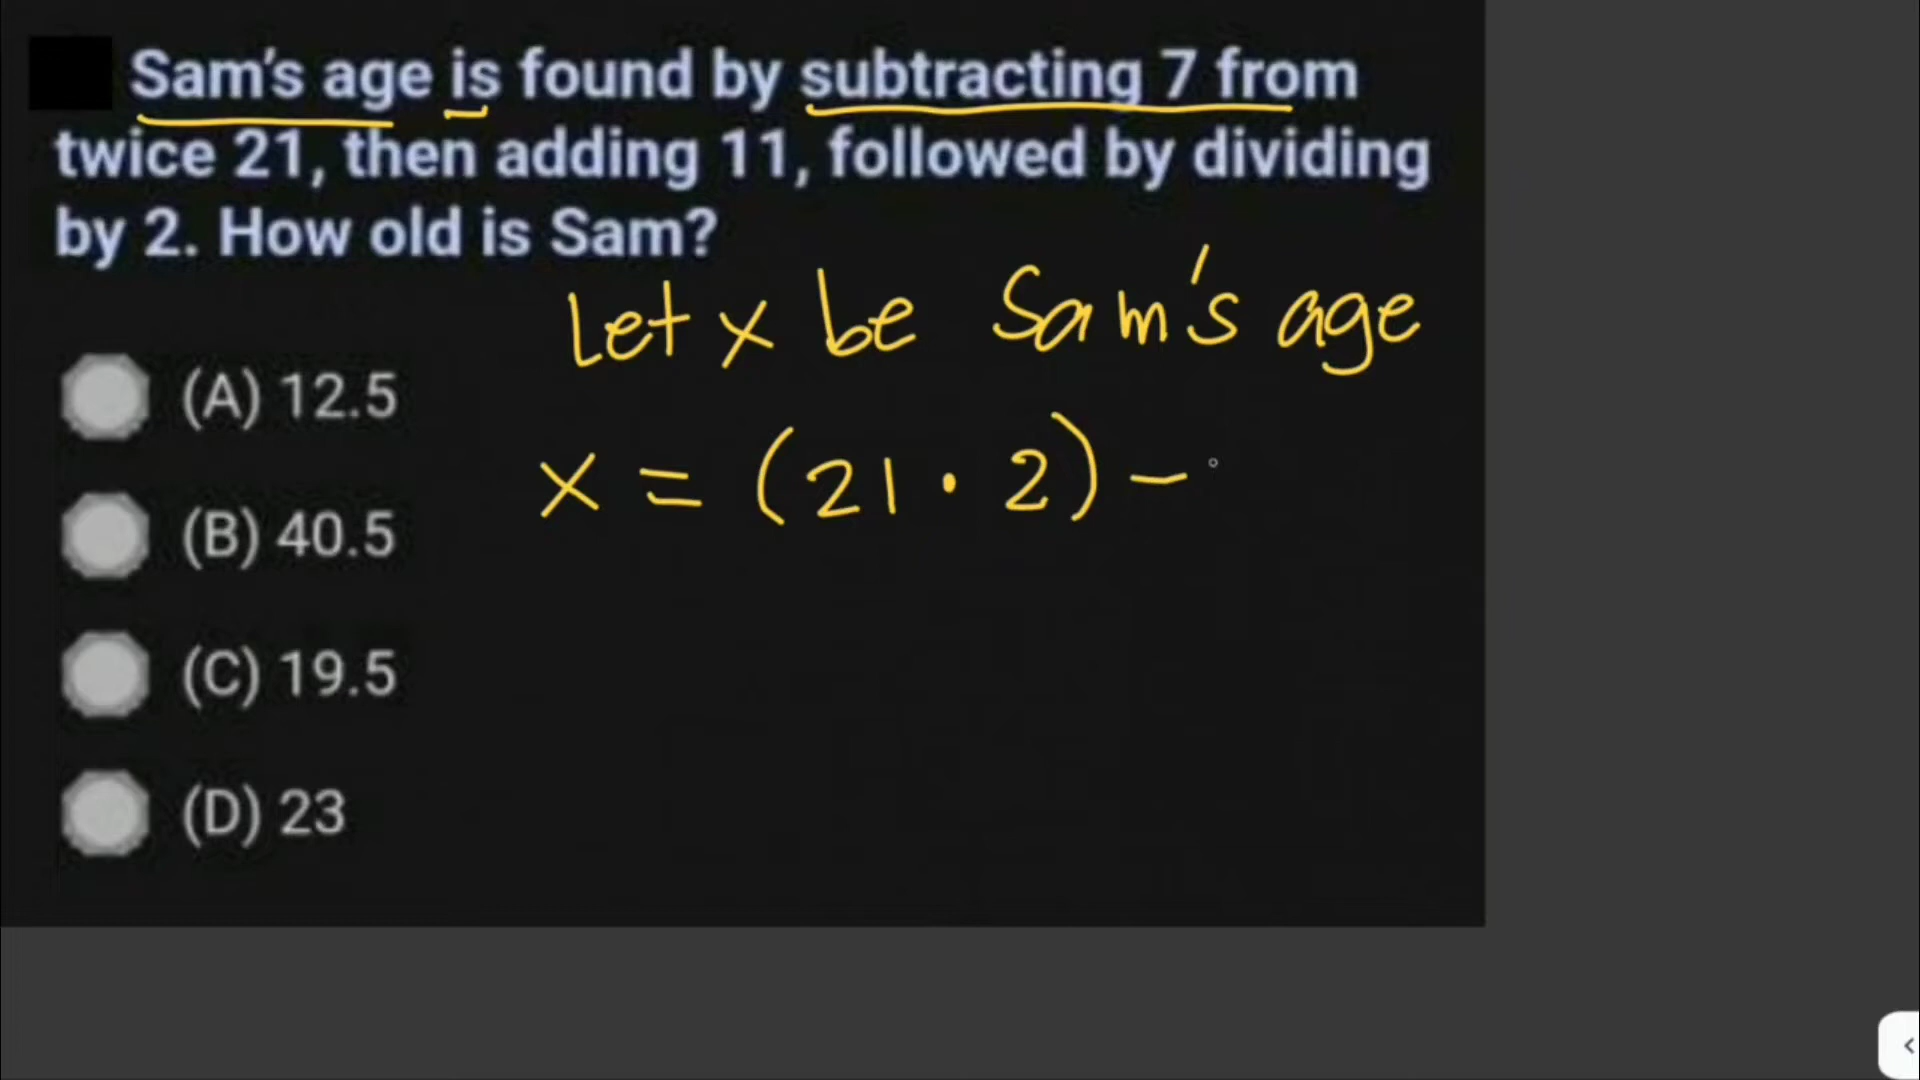 Sam's age is found by subtracting 7 from
twice 21, then adding 11, followed by dividing
by 2. How old is Sam?
Let x be Sam's age
(A) 12.5
x = (21 · 2) −
(B) 40.5
(C) 19.5
(D) 23
<